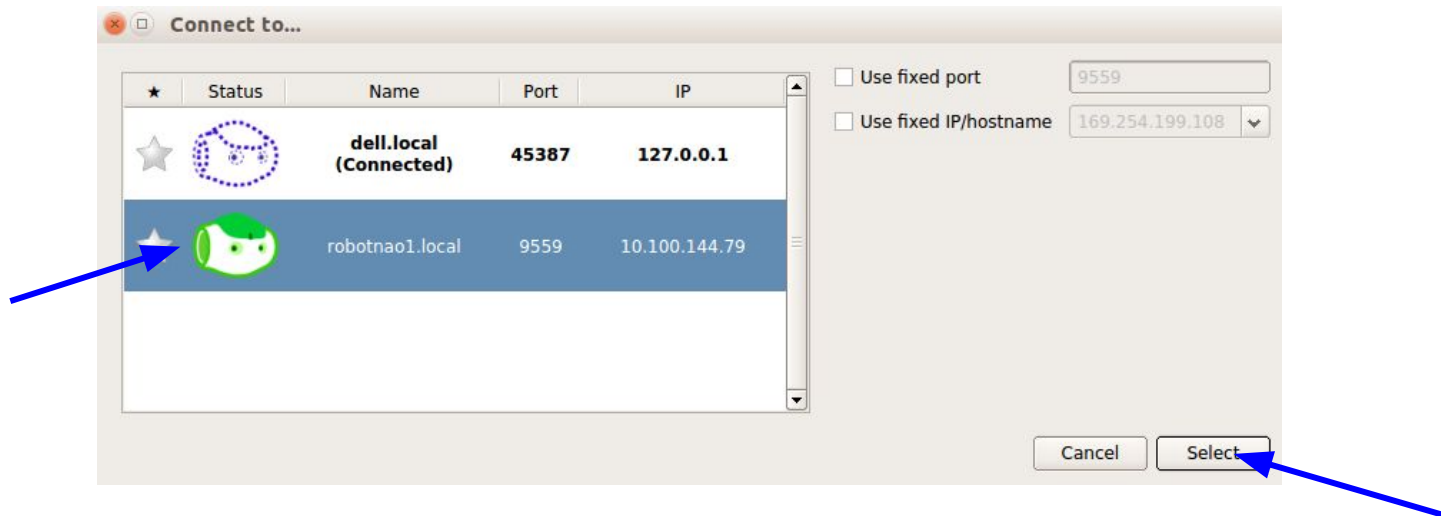 Connect to...
★ Status Name Port IP
dell.local
(Connected) 45387 127.0.0.1
robotnao1.local 9559 10.100.144.79
Use fixed port 9559
Use fixed IP/hostname 169.254.199.108
Cancel Select